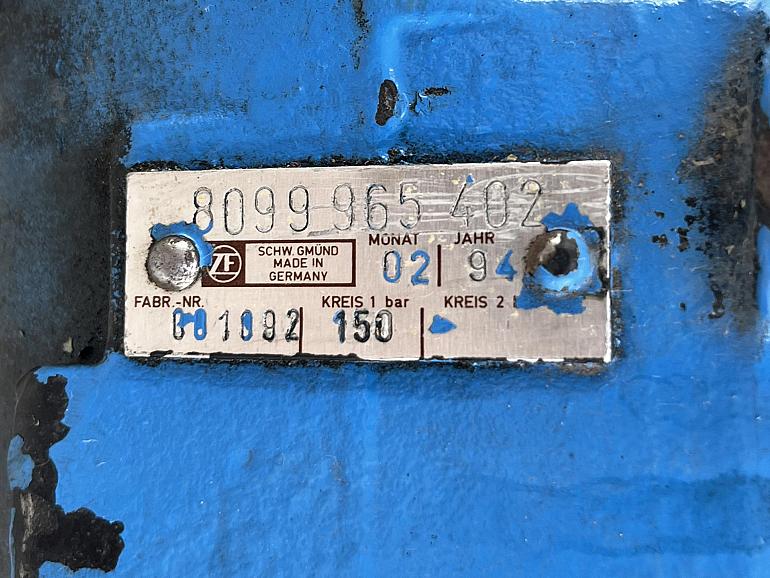 8099 965 402
ZF SCHW. GMÜND MADE IN GERMANY
MONAT JAHR
02 94
FABR.-NR. KREIS 1 bar KREIS 2
001092 150